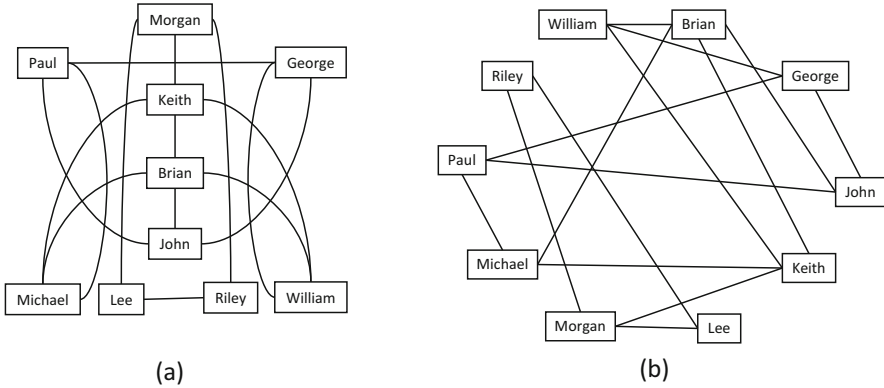 Morgan
Paul
George
Keith
Brian
John
Michael
Lee
Riley
William
(a)
William
Brian
Riley
George
Paul
John
Michael
Keith
Morgan
Lee
(b)